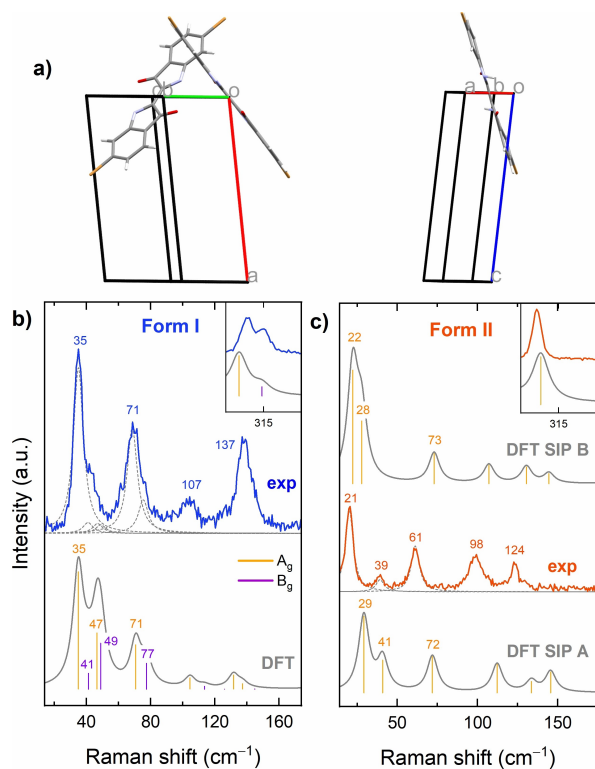 a)
o
b
o
a
a
b
o
c
b)
Form I
35
71
107
137
exp
315
35
47
41
49
71
77
DFT
A_g
B_g
40
80
120
160
Raman shift (cm⁻¹)
Intensity (a.u.)
c)
Form II
22
28
73
315
DFT SIP B
21
39
61
98
124
exp
29
41
72
DFT SIP A
50
100
150
Raman shift (cm⁻¹)